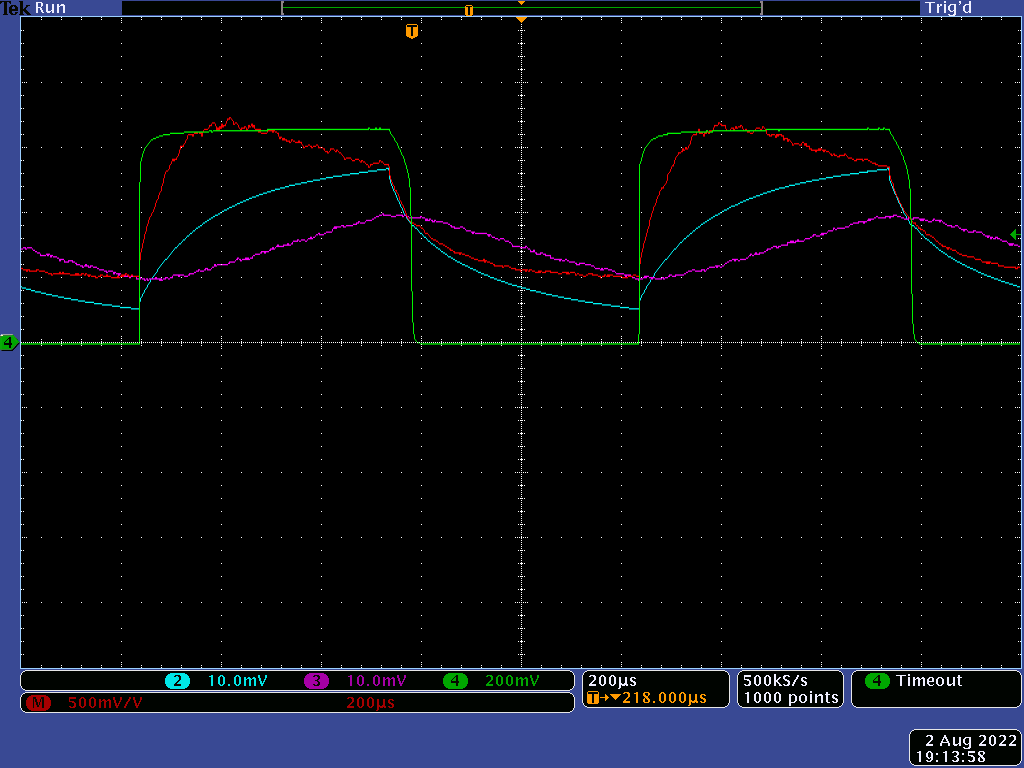 Tek Run Trig'd
T
T
4
2 10.0mV 3 10.0mV 4 200mV
M 500mV/V 200µs
200µs
T→▼218.000µs
500kS/s
1000 points
4 Timeout
2 Aug 2022
19:13:58